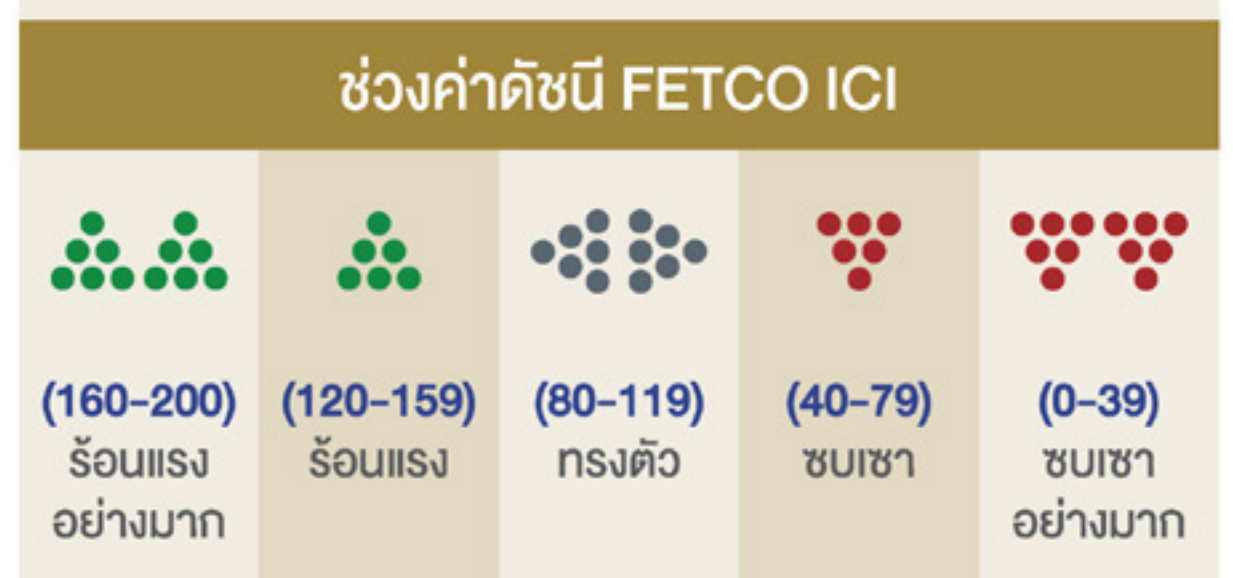 ช่วงค่าดัชนี FETCO ICI
(160-200)
ร้อนแรง
อย่างมาก
(120-159)
ร้อนแรง
(80-119)
ทรงตัว
(40-79)
ซบเซา
(0-39)
ซบเซา
อย่างมาก